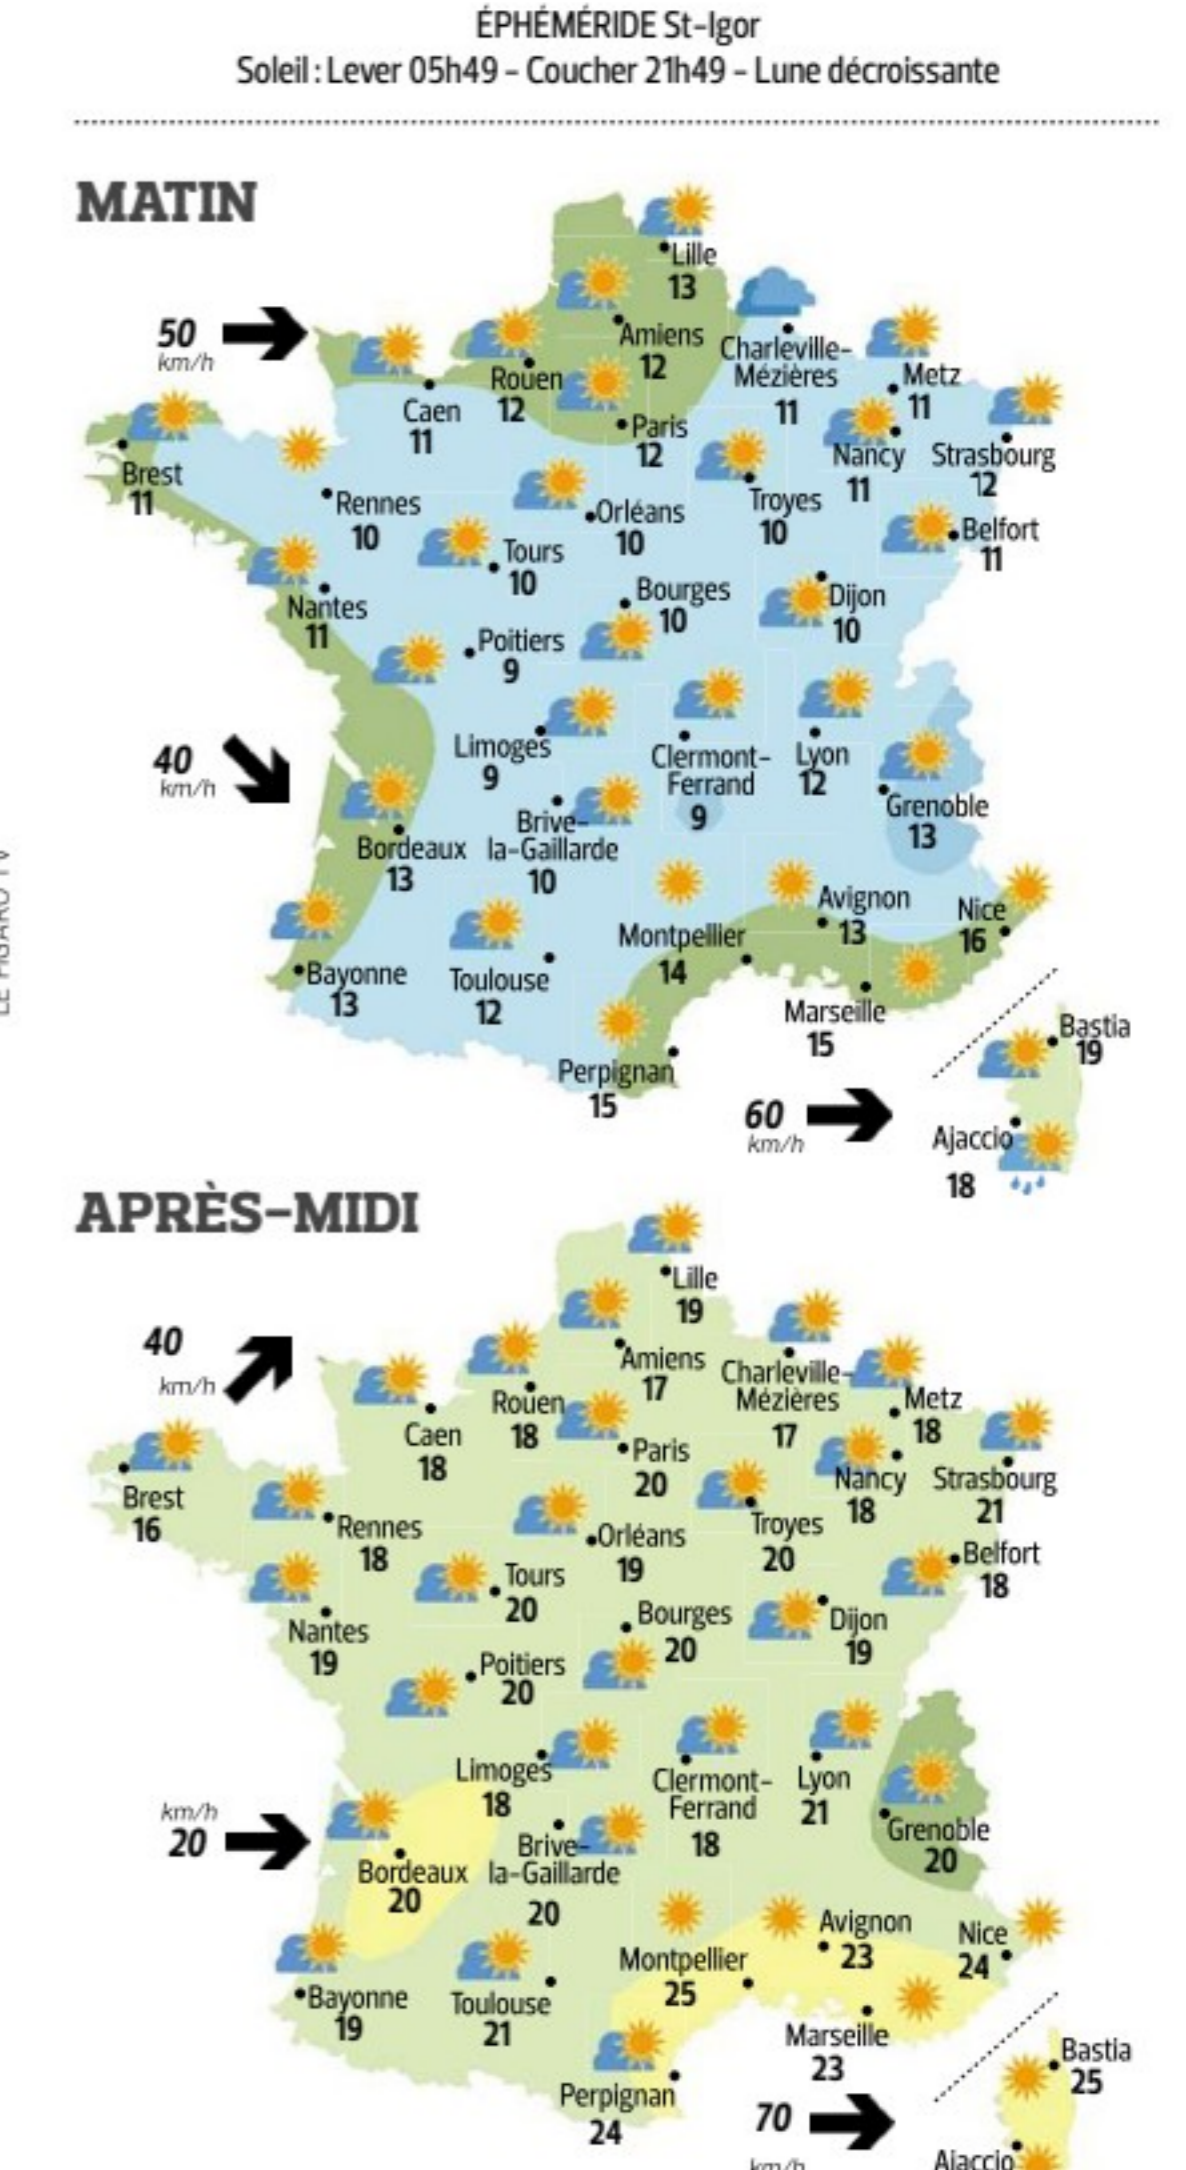 ÉPHÉMÉRIDE St-Igor
Soleil : Lever 05h49 - Coucher 21h49 - Lune décroissante
MATIN
Lille
13
50
km/h
Amiens
12
Charleville-
Mézières
11
Rouen
12
Metz
11
Caen
11
Paris
12
Nancy
11
Strasbourg
12
Brest
11
Rennes
10
Orléans
10
Troyes
10
Belfort
11
Tours
10
Bourges
10
Dijon
10
Nantes
11
Poitiers
9
Limoges
9
Clermont-
Ferrand
9
Lyon
12
40
km/h
Grenoble
13
Brive-
la-Gaillarde
10
Bordeaux
13
Avignon
13
Nice
16
Montpellier
14
Bayonne
13
Toulouse
12
Marseille
15
Bastia
19
Perpignan
15
60
km/h
Ajaccio
18
LE FIGARO TV
APRÈS-MIDI
Lille
19
40
km/h
Amiens
17
Charleville-
Mézières
17
Rouen
18
Metz
18
Caen
18
Paris
20
Nancy
18
Strasbourg
21
Brest
16
Rennes
18
Orléans
19
Troyes
20
Belfort
18
Tours
20
Bourges
20
Dijon
19
Nantes
19
Poitiers
20
Limoges
18
Clermont-
Ferrand
18
Lyon
21
km/h
20
Grenoble
20
Brive-
la-Gaillarde
20
Bordeaux
20
Avignon
23
Nice
24
Montpellier
25
Bayonne
19
Toulouse
21
Marseille
23
Bastia
25
Perpignan
24
70
km/h
Ajaccio